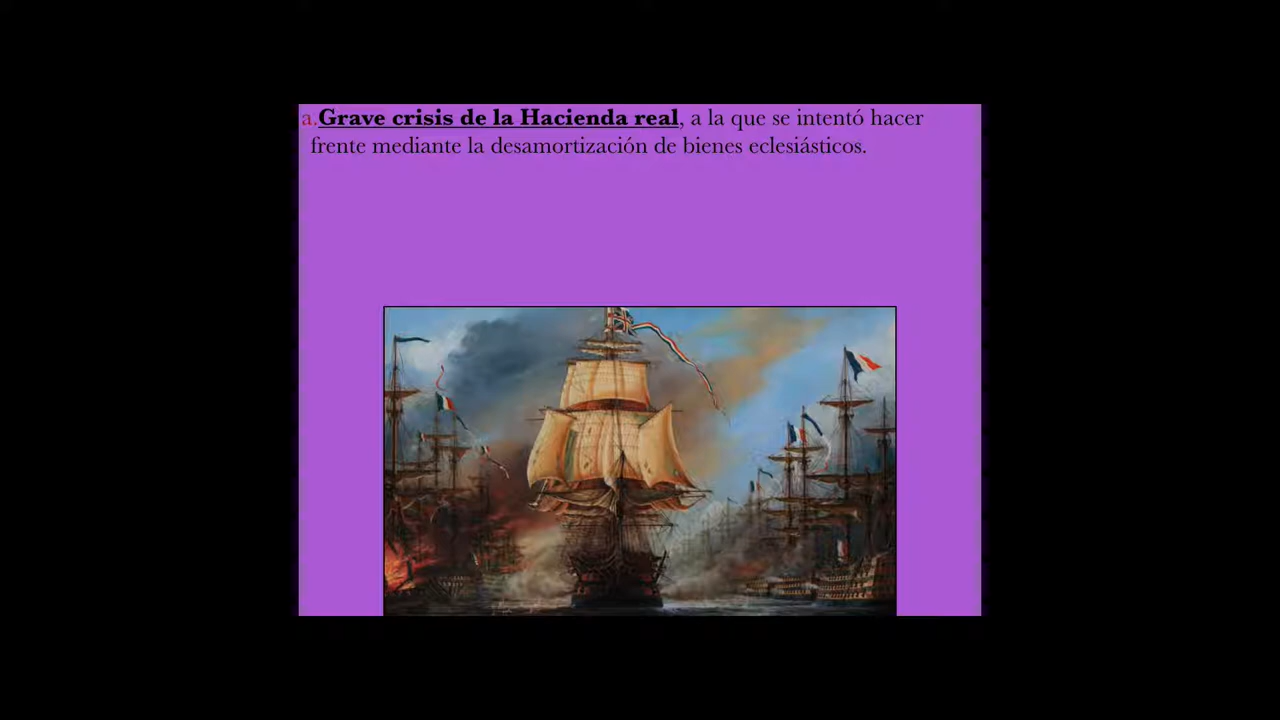 a.Grave crisis de la Hacienda real, a la que se intentó hacer
frente mediante la desamortización de bienes eclesiásticos.